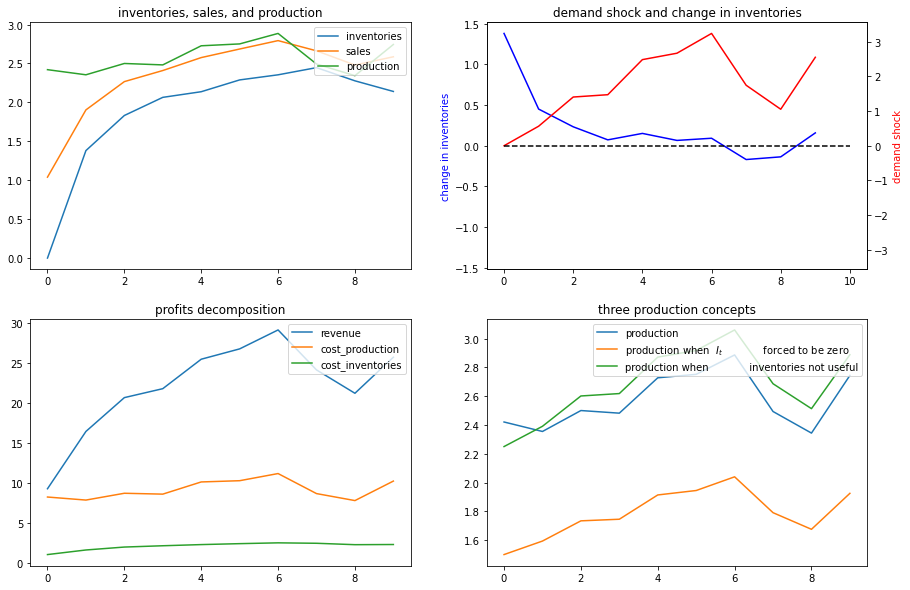 inventories, sales, and production
3.0
2.5
2.0
1.5
1.0
0.5
0.0
0 2 4 6 8
inventories
sales
production
demand shock and change in inventories
1.5
1.0
0.5
0.0
−0.5
−1.0
−1.5
change in inventories
3
2
1
0
−1
−2
−3
demand shock
0 2 4 6 8 10
profits decomposition
30
25
20
15
10
5
0
0 2 4 6 8
revenue
cost_production
cost_inventories
three production concepts
3.0
2.8
2.6
2.4
2.2
2.0
1.8
1.6
0 2 4 6 8
production
production when I_t forced to be zero
production when inventories not useful